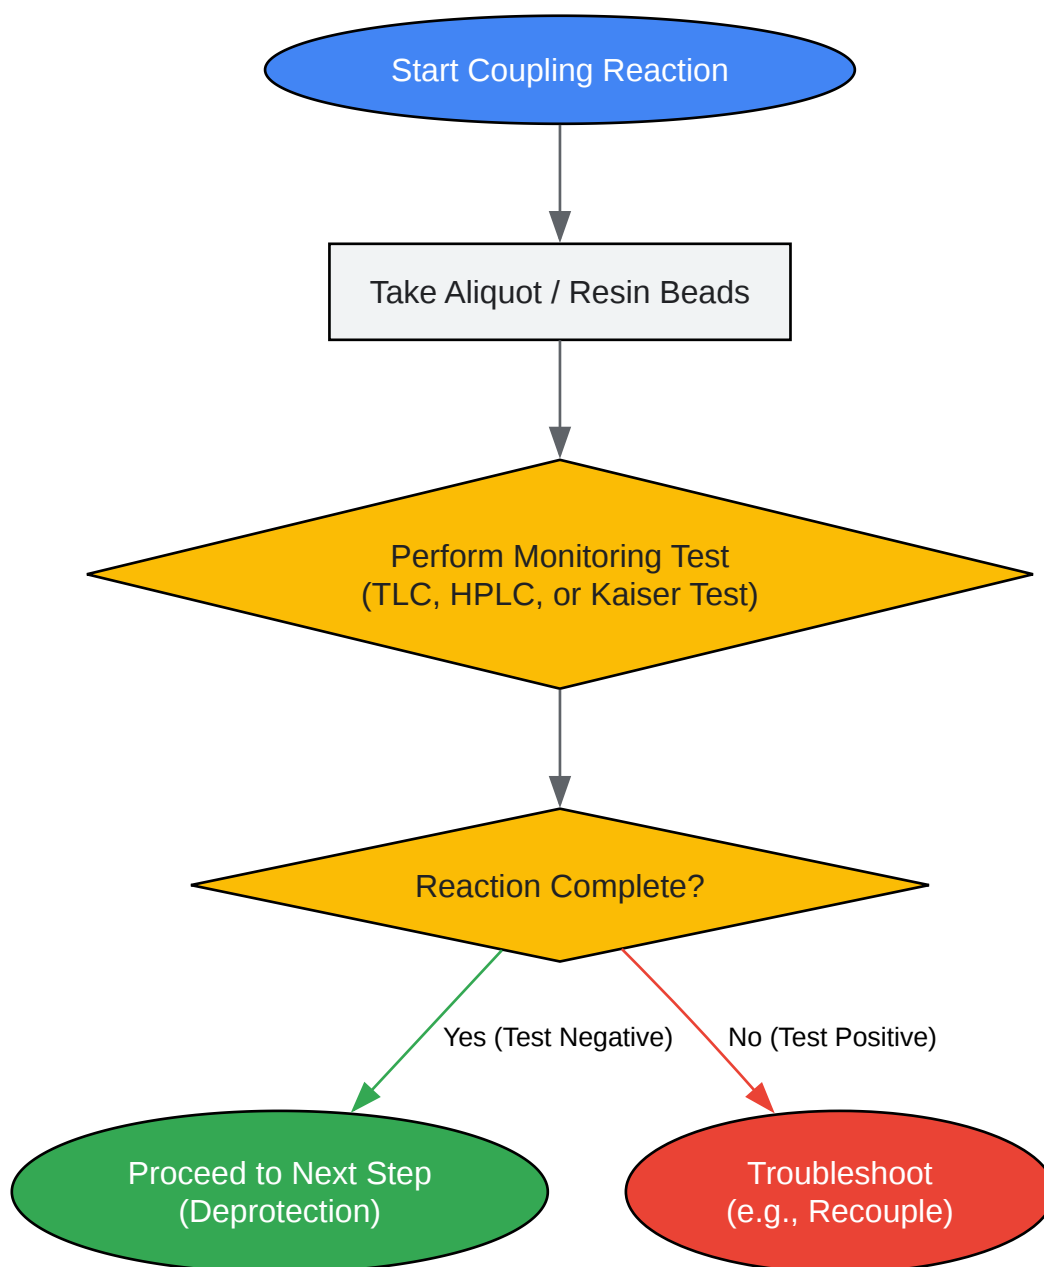 Start Coupling Reaction
Take Aliquot / Resin Beads
Perform Monitoring Test
(TLC, HPLC, or Kaiser Test)
Reaction Complete?
Yes (Test Negative)
No (Test Positive)
Proceed to Next Step
(Deprotection)
Troubleshoot
(e.g., Recouple)